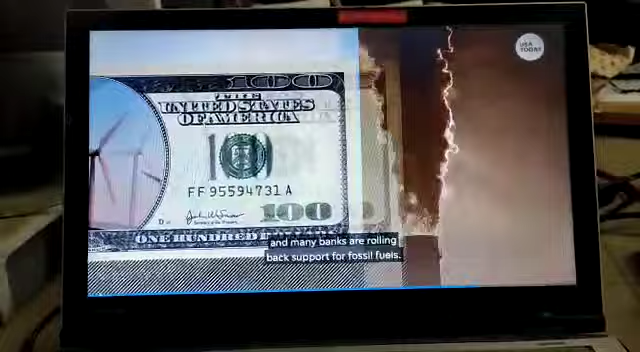 USA
TODAY
100
THE
UNITED STATES
OF AMERICA
100
FF 95594731 A
100
ONE HUNDRED
and many banks are rolling
back support for fossil fuels.